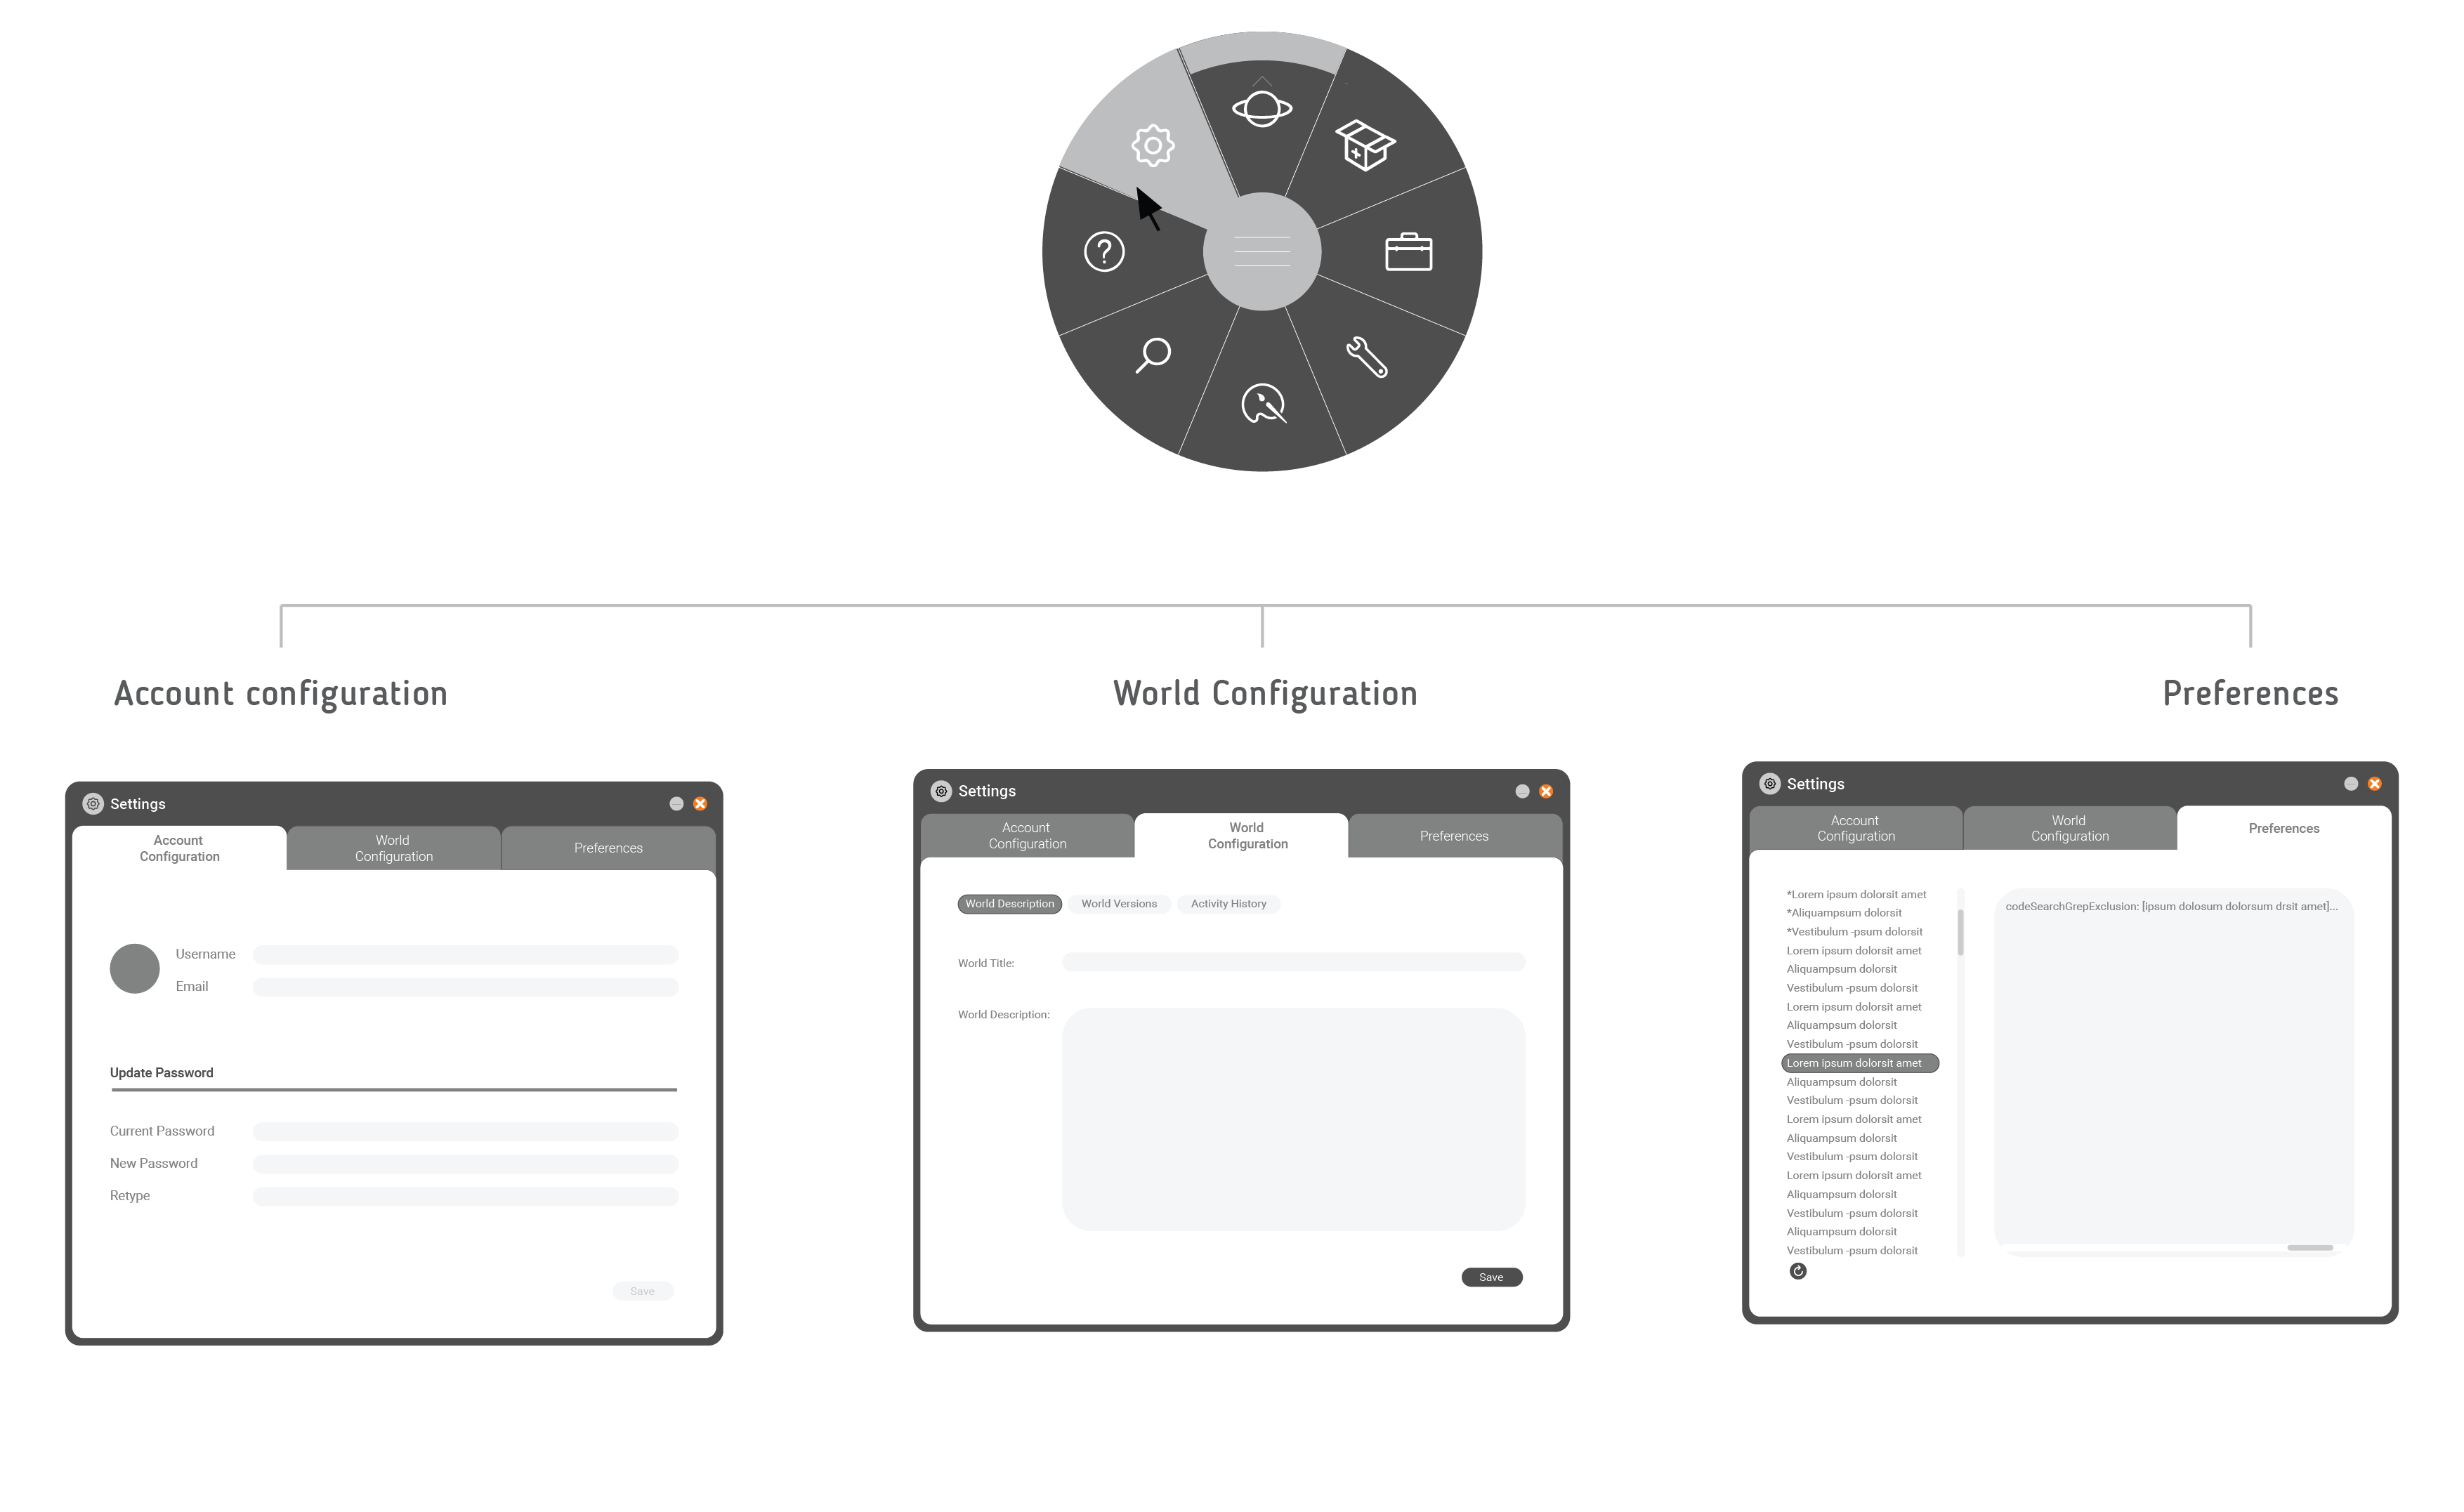 Account configuration
World Configuration
Preferences
Settings
Account
Configuration
World
Configuration
Preferences
Username
Email
Update Password
Current Password
New Password
Retype
Save
Settings
Account
Configuration
World
Configuration
Preferences
World Description
World Versions
Activity History
World Title:
World Description:
Save
Settings
Account
Configuration
World
Configuration
Preferences
*Lorem ipsum dolorsit amet
*Aliquampsum dolorsit
*Vestibulum -psum dolorsit
Lorem ipsum dolorsit amet
Aliquampsum dolorsit
Vestibulum -psum dolorsit
Lorem ipsum dolorsit amet
Aliquampsum dolorsit
Vestibulum -psum dolorsit
Lorem ipsum dolorsit amet
Aliquampsum dolorsit
Vestibulum -psum dolorsit
Lorem ipsum dolorsit amet
Aliquampsum dolorsit
Vestibulum -psum dolorsit
Lorem ipsum dolorsit amet
Aliquampsum dolorsit
Vestibulum -psum dolorsit
Aliquampsum dolorsit
Vestibulum -psum dolorsit
codeSearchGrepExclusion: [ipsum dolosum dolorsum drsit amet]...